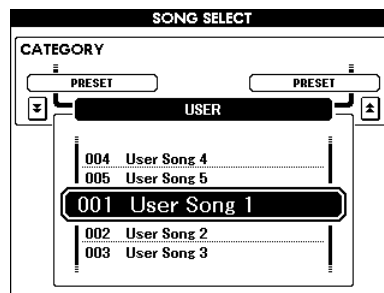 SONG SELECT
CATEGORY
PRESET PRESET
USER
004 User Song 4
005 User Song 5
001 User Song 1
002 User Song 2
003 User Song 3